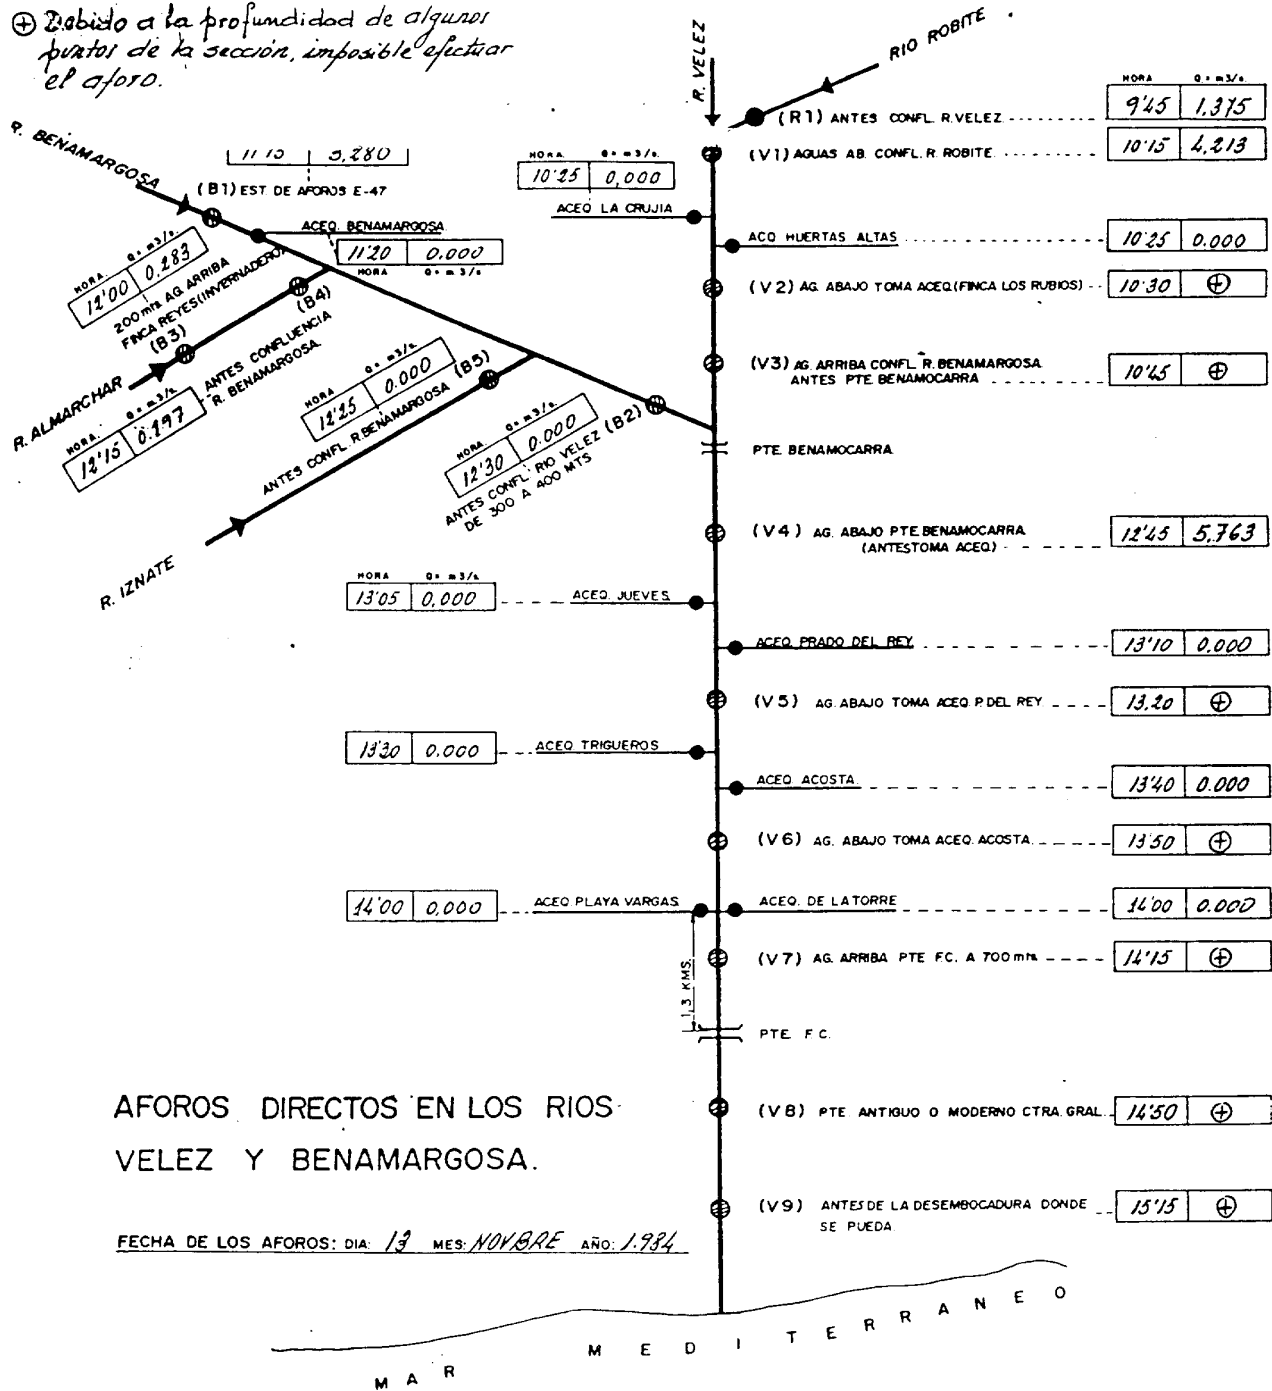 ⊕ Debido a la profundidad de algunos
puntos de la sección, imposible efectuar
el aforo.
R. VELEZ
RIO ROBITE
HORA Q = m3/s.
(R1) ANTES CONFL. R. VELEZ 9'45 1,375
(V1) AGUAS AB. CONFL. R. ROBITE 10'15 4,213
R. BENAMARGOSA
11'15 3,280
(B1) EST DE AFOROS E-47
HORA Q = m3/s.
10'25 0,000
ACEQ LA CRUJIA
ACEQ. BENAMARGOSA
11'20 0.000
HORA Q = m3/s
ACQ HUERTAS ALTAS 10'25 0.000
(V2) AG. ABAJO TOMA ACEQ (FINCA LOS RUBIOS) 10'30 ⊕
(V3) AG. ARRIBA CONFL. R. BENAMARGOSA
ANTES PTE BENAMOCARRA 10'45 ⊕
HORA Q = m3/s.
12'00 0.283
200 mts. AG. ARRIBA
FINCA REYES (INVERNADERO)
(B3)
(B4)
R. ALMARCHAR
HORA Q = m3/s.
12'15 0.197
ANTES CONFLUENCIA
R. BENAMARGOSA.
HORA Q = m3/s.
12'25 0.000
ANTES CONFL. R. BENAMARGOSA (B5)
HORA Q = m3/s.
12'30 0.000
ANTES CONFL. RIO VELEZ (B2)
DE 300 A 400 MTS
R. IZNATE
PTE. BENAMOCARRA
(V4) AG. ABAJO PTE. BENAMOCARRA
(ANTES TOMA ACEQ.) 12'45 5.763
HORA Q = m3/s.
13'05 0,000 ACEQ. JUEVES
ACEQ. PRADO DEL REY 13'10 0.000
(V5) AG. ABAJO TOMA ACEQ. P. DEL REY 13,20 ⊕
13'30 0.000 ACEQ TRIGUEROS
ACEQ. ACOSTA 13'40 0.000
(V6) AG. ABAJO TOMA ACEQ. ACOSTA 13'50 ⊕
14'00 0,000 ACEQ. PLAYA VARGAS
ACEQ. DE LA TORRE 14'00 0.000
(V7) AG. ARRIBA PTE F.C. A 700 mts. 14'15 ⊕
1,3 KMS.
PTE F.C.
(V8) PTE. ANTIGUO O MODERNO CTRA. GRAL. 14'50 ⊕
(V9) ANTES DE LA DESEMBOCADURA DONDE
SE PUEDA 15'15 ⊕
AFOROS DIRECTOS EN LOS RIOS
VELEZ Y BENAMARGOSA.
FECHA DE LOS AFOROS: DIA: 13 MES: NOVBRE AÑO: 1.984
MAR MEDITERRANEO